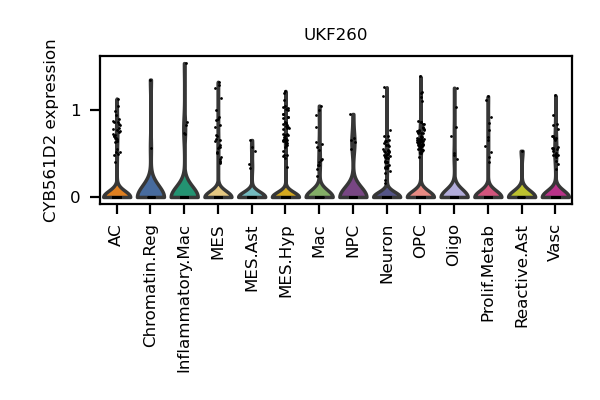 UKF260
CYB561D2 expression
1
0
AC
Chromatin.Reg
Inflammatory.Mac
MES
MES.Ast
MES.Hyp
Mac
NPC
Neuron
OPC
Oligo
Prolif.Metab
Reactive.Ast
Vasc